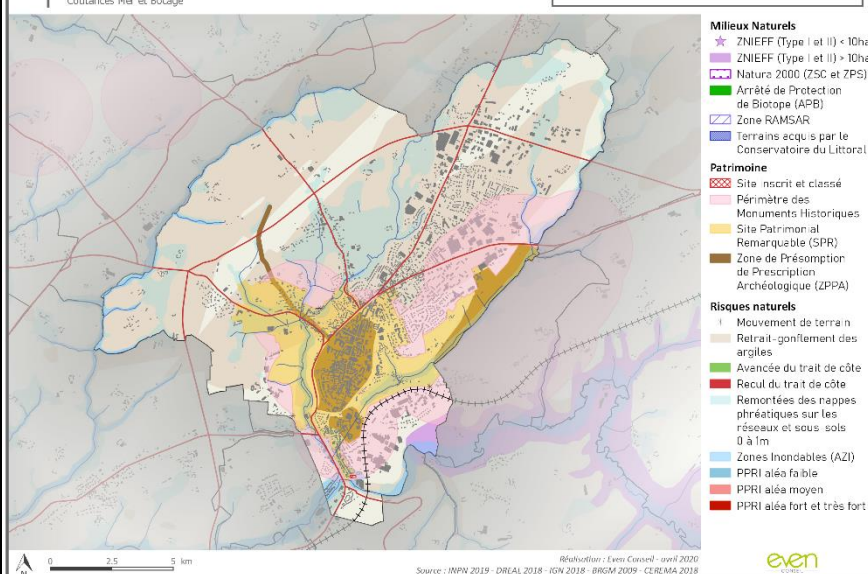 Coutances Mer et Bocage
Milieux Naturels
ZNIEFF (Type I et II) < 10ha
ZNIEFF (Type I et II) > 10ha
Natura 2000 (ZSC et ZPS)
Arrêté de Protection
de Biotope (APB)
Zone RAMSAR
Terrains acquis par le
Conservatoire du Littoral
Patrimoine
Site inscrit et classé
Périmètre des
Monuments Historiques
Site Patrimonial
Remarquable (SPR)
Zone de Présomption
de Prescription
Archéologique (ZPPA)
Risques naturels
Mouvement de terrain
Retrait-gonflement des
argiles
Avancée du trait de côte
Recul du trait de côte
Remontées des nappes
phréatiques sur les
réseaux et sous sols
0 à 1m
Zones Inondables (AZI)
PPRI aléa faible
PPRI aléa moyen
PPRI aléa fort et très fort
N
0 2,5 5 km
Réalisation : Even Conseil - avril 2020
Source : INPN 2019 - DREAL 2018 - IGN 2018 - BRGM 2009 - CEREMA 2018
even
CONSEIL